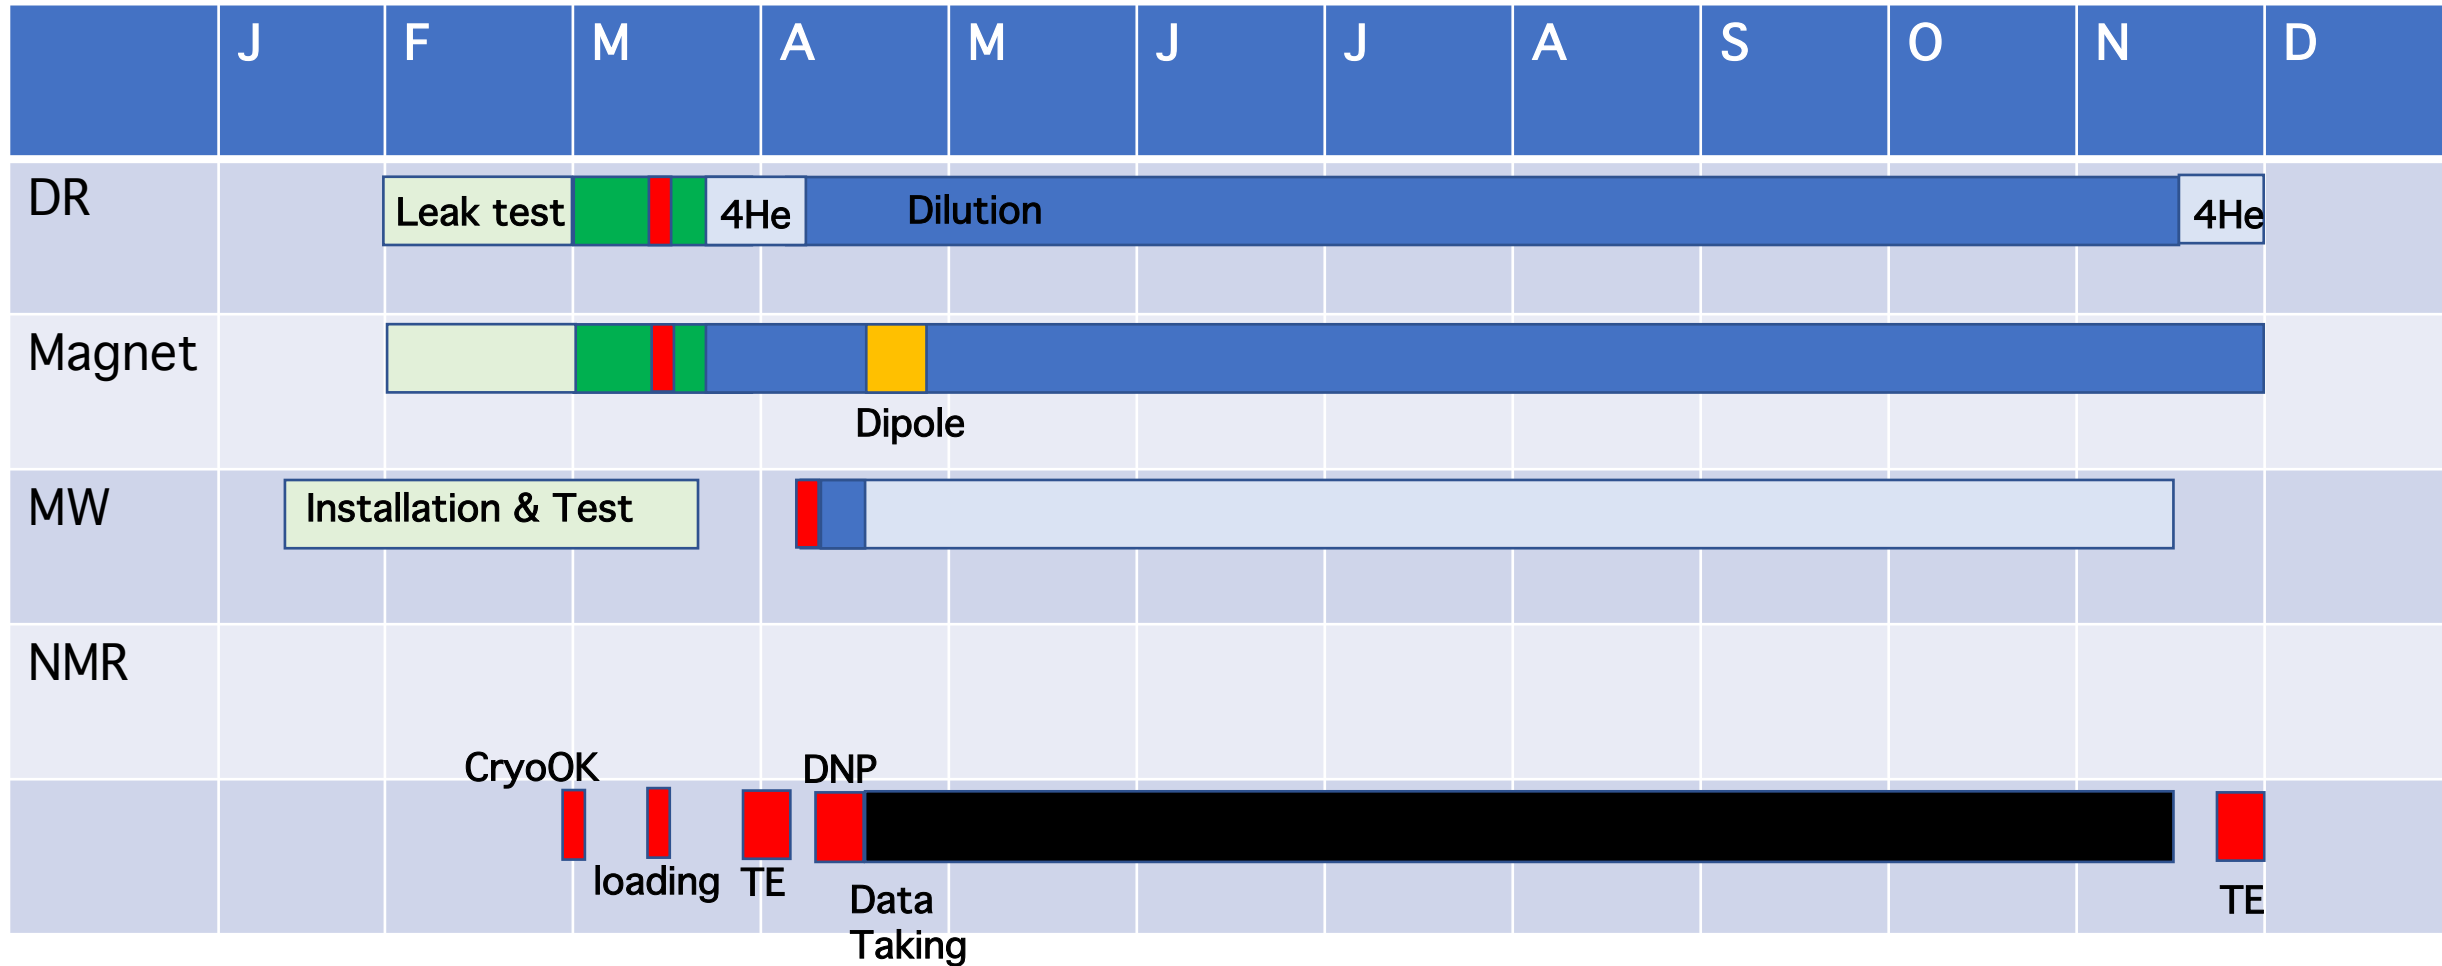 J F M A M J J A S O N D
DR
Leak test 4He Dilution 4He
Magnet
Dipole
MW
Installation & Test
NMR
CryoOK DNP
loading TE
Data
Taking
TE